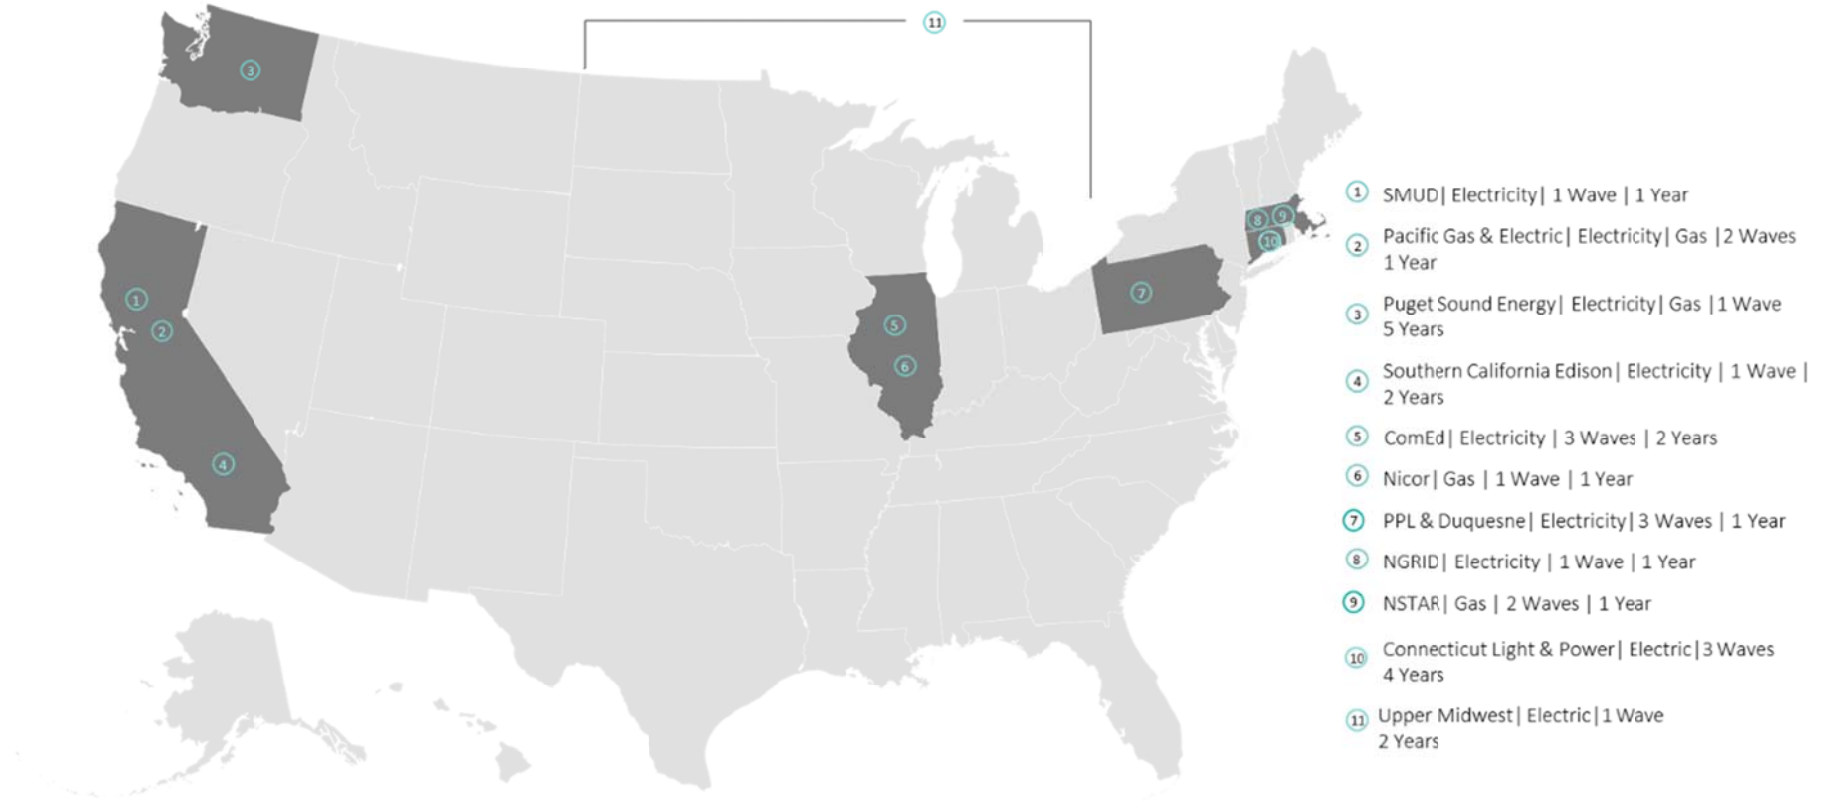 11
3
1
2
4
5
6
7
8
9
10
1 SMUD| Electricity| 1 Wave | 1 Year
2 Pacific Gas & Electric| Electricity| Gas |2 Waves
1 Year
3 Puget Sound Energy| Electricity| Gas |1 Wave
5 Years
4 Southern California Edison| Electricity | 1 Wave |
2 Years
5 ComEd| Electricity | 3 Waves | 2 Years
6 Nicor| Gas | 1 Wave | 1 Year
7 PPL & Duquesne| Electricity|3 Waves | 1 Year
8 NGRID| Electricity | 1 Wave | 1 Year
9 NSTAR| Gas | 2 Waves | 1 Year
10 Connecticut Light & Power| Electric|3 Waves
4 Years
11 Upper Midwest| Electric|1 Wave
2 Years